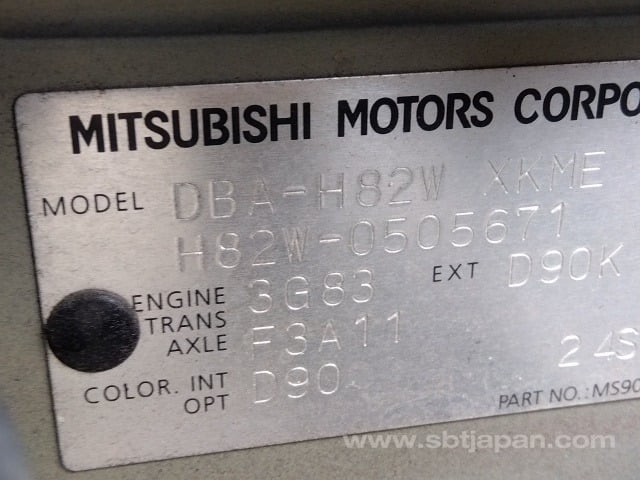 MITSUBISHI MOTORS CORPO
MODEL DBA-H82W XKME
H82W-0505671
ENGINE 3G83 EXT D90K
TRANS
AXLE F3A11
24S
COLOR. INT D90
OPT
PART NO.: MS90
www.sbtjapan.com